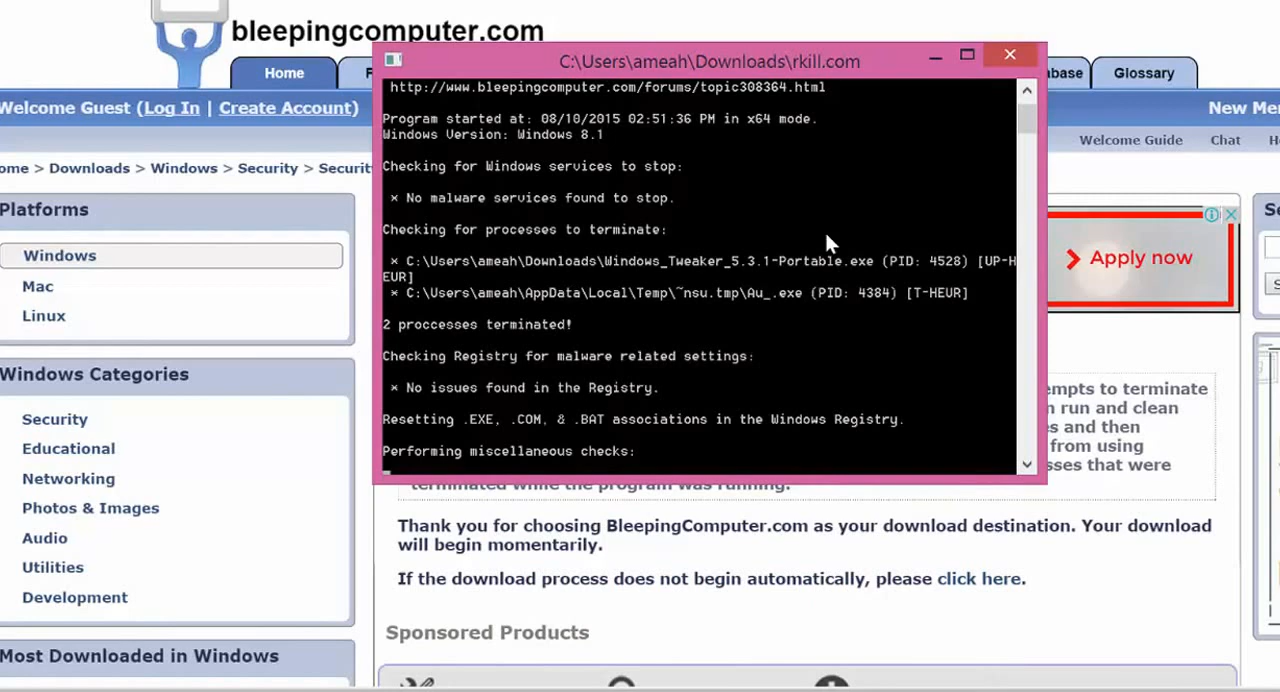 bleepingcomputer.com
C:\Users\ameah\Downloads\rkill.com
Home
Glossary
Welcome Guest (Log In | Create Account)
New Mer
Welcome Guide
Chat
ome > Downloads > Windows > Security > Securit
http://www.bleepingcomputer.com/forums/topic308364.html
Program started at: 08/10/2015 02:51:36 PM in x64 mode.
Windows Version: Windows 8.1
Checking for Windows services to stop:
* No malware services found to stop.
Checking for processes to terminate:
* C:\Users\ameah\Downloads\Windows_Tweaker_5.3.1-Portable.exe (PID: 4528) [UP-H
EUR]
* C:\Users\ameah\AppData\Local\Temp\~nsu.tmp\Au_.exe (PID: 4384) [T-HEUR]
2 proccesses terminated!
Checking Registry for malware related settings:
* No issues found in the Registry.
Resetting .EXE, .COM, & .BAT associations in the Windows Registry.
Performing miscellaneous checks:
Platforms
Windows
Mac
Linux
Windows Categories
Security
Educational
Networking
Photos & Images
Audio
Utilities
Development
Most Downloaded in Windows
> Apply now
empts to terminate
n run and clean
es and then
from using
sses that were
terminated while the program was running.
Thank you for choosing BleepingComputer.com as your download destination. Your download
will begin momentarily.
If the download process does not begin automatically, please click here.
Sponsored Products